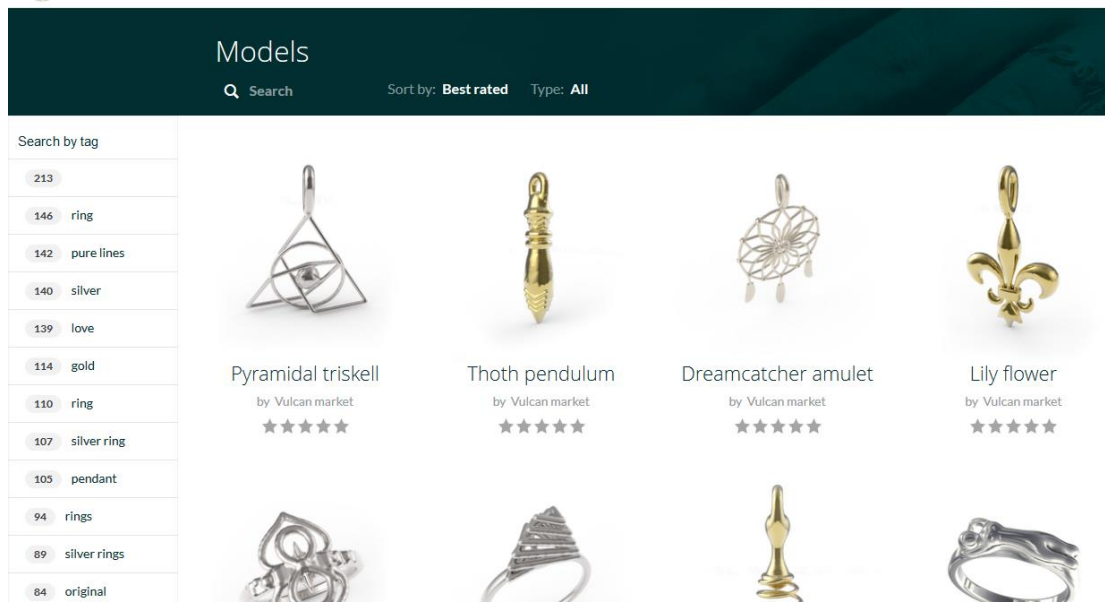 Models
Search
Sort by: Best rated Type: All
Search by tag
213
146 ring
142 pure lines
140 silver
139 love
114 gold
110 ring
107 silver ring
105 pendant
94 rings
89 silver rings
84 original
Pyramidal triskell
by Vulcan market
Thoth pendulum
by Vulcan market
Dreamcatcher amulet
by Vulcan market
Lily flower
by Vulcan market